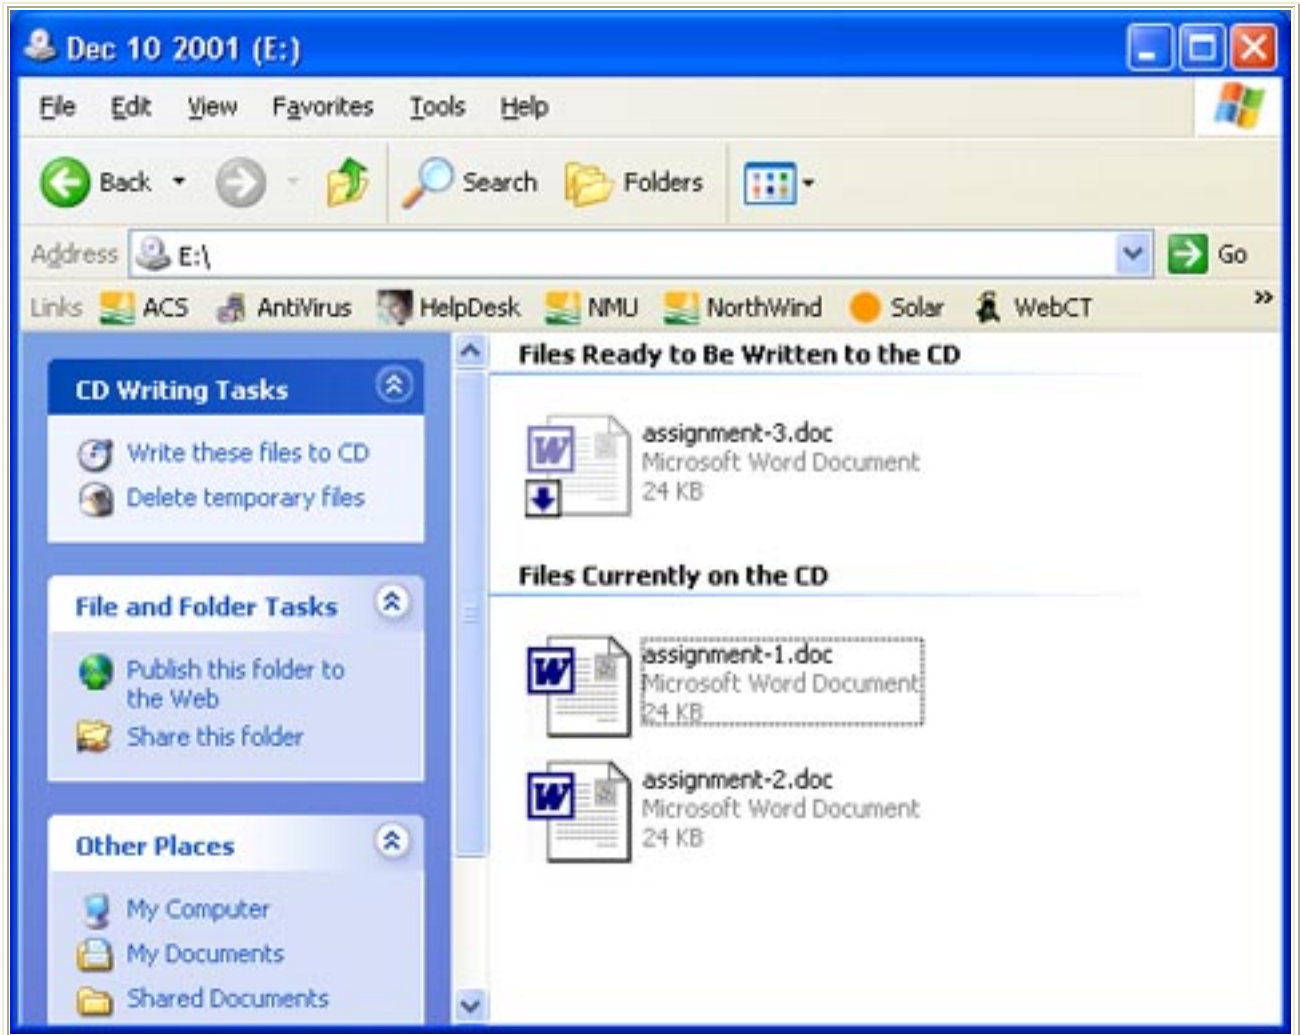 Dec 10 2001 (E:)
File Edit View Favorites Tools Help
Back Search Folders
Address E:\ Go
Links ACS AntiVirus HelpDesk NMU NorthWind Solar WebCT »
CD Writing Tasks
Write these files to CD
Delete temporary files
File and Folder Tasks
Publish this folder to
the Web
Share this folder
Other Places
My Computer
My Documents
Shared Documents
Files Ready to Be Written to the CD
assignment-3.doc
Microsoft Word Document
24 KB
Files Currently on the CD
assignment-1.doc
Microsoft Word Document
24 KB
assignment-2.doc
Microsoft Word Document
24 KB